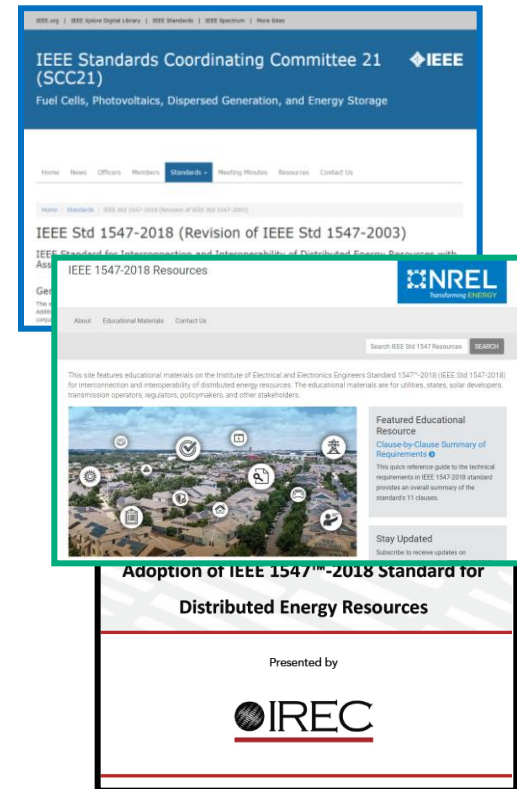 IEEE.org | IEEE Xplore Digital Library | IEEE Standards | IEEE Spectrum | More Sites
IEEE Standards Coordinating Committee 21
(SCC21)
IEEE
Fuel Cells, Photovoltaics, Dispersed Generation, and Energy Storage
Home News Officers Members Standards Meeting Minutes Resources Contact Us
Home / Standards / IEEE Std 1547-2018 (Revision of IEEE Std 1547-2003)
IEEE Std 1547-2018 (Revision of IEEE Std 1547-2003)
IEEE Standard for Interconnection and Interoperability of Distributed Energy Resources with
IEEE 1547-2018 Resources
NREL
Transforming ENERGY
About Educational Materials Contact Us
Search IEEE Std 1547 Resources SEARCH
This site features educational materials on the Institute of Electrical and Electronics Engineers Standard 1547™-2018 (IEEE Std 1547-2018)
for interconnection and interoperability of distributed energy resources. The educational materials are for utilities, states, solar developers,
transmission operators, regulators, policymakers, and other stakeholders.
Featured Educational
Resource
Clause-by-Clause Summary of
Requirements
This quick reference guide to the technical
requirements in IEEE 1547-2018 standard
provides an overall summary of the
standard's 11 clauses.
Stay Updated
Subscribe to receive updates on
Adoption of IEEE 1547™-2018 Standard for
Distributed Energy Resources
Presented by
IREC